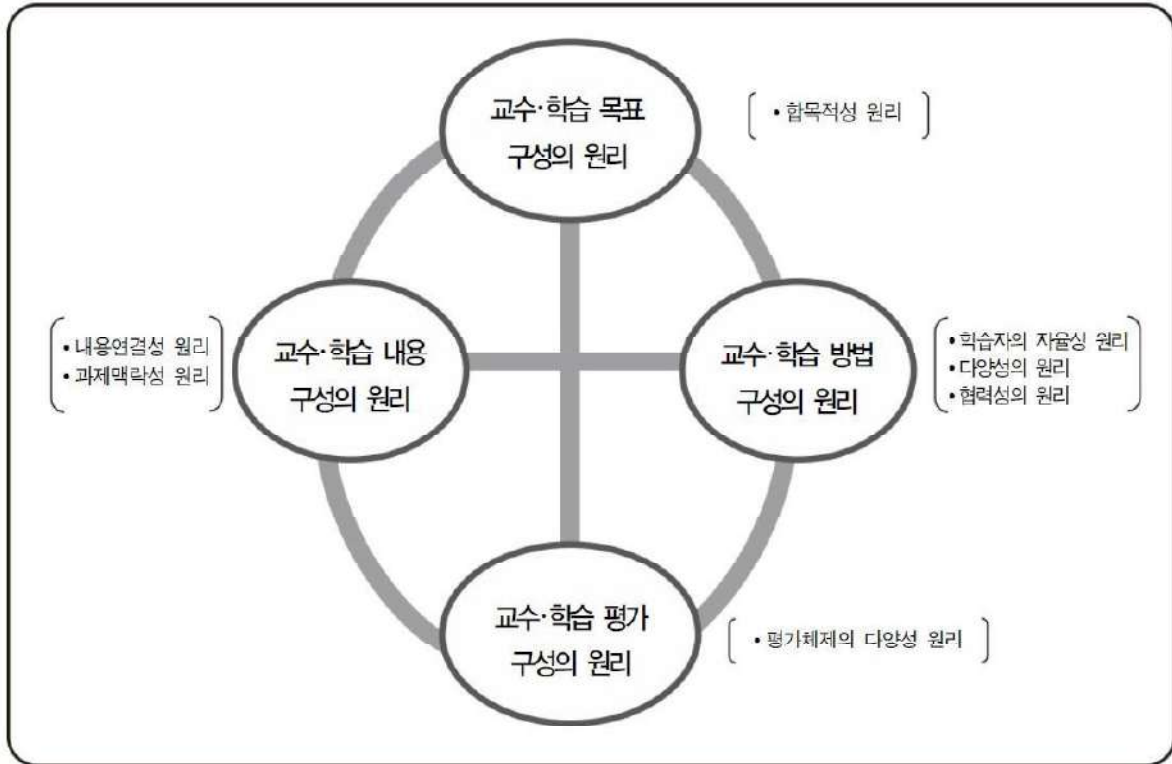 교수·학습 목표
구성의 원리
• 합목적성 원리
• 내용연결성 원리
• 과제맥락성 원리
교수·학습 내용
구성의 원리
교수·학습 방법
구성의 원리
• 학습자의 자율성 원리
• 다양성의 원리
• 협력성의 원리
교수·학습 평가
구성의 원리
• 평가체제의 다양성 원리